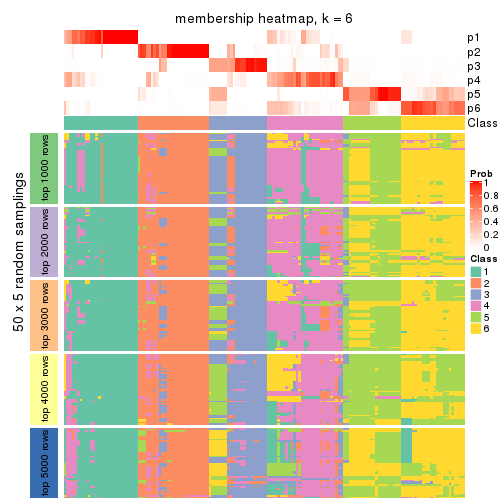 membership heatmap, k = 6
p1
p2
p3
p4
p5
p6
Class
50 x 5 random samplings
top 1000 rows
top 2000 rows
top 3000 rows
top 4000 rows
top 5000 rows
Prob
1
0.8
0.6
0.4
0.2
0
Class
1
2
3
4
5
6